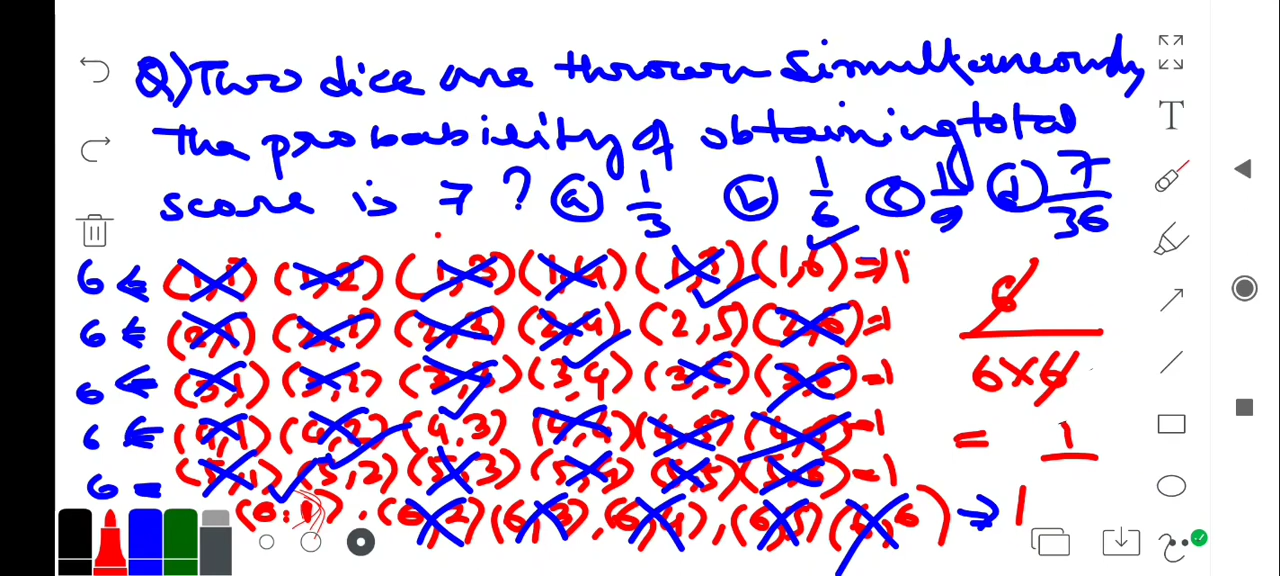 Q) Two dice are thrown simultaneously
the probability of obtaining total
score is 7 ? (a) 1/3 (b) 1/6 (c) 1/9 (d) 7/36
6 ← (1,1) (1,2) (1,3) (1,4) (1,5) (1,6) ⇒ 1
6 ← (2,1) (2,2) (2,3) (2,4) (2,5) (2,6) = 1
6 ← (3,1) (3,2) (3,3) (3,4) (3,5) (3,6) = 1
6 ← (4,1) (4,2) (4,3) (4,4) (4,5) (4,6) = 1
6 = (5,1) (5,2) (5,3) (5,4) (5,5) (5,6) = 1
(6,1), (6,2) (6,3), (6,4), (6,5) (6,6) ⇒ 1
6
6×6
= 1
T